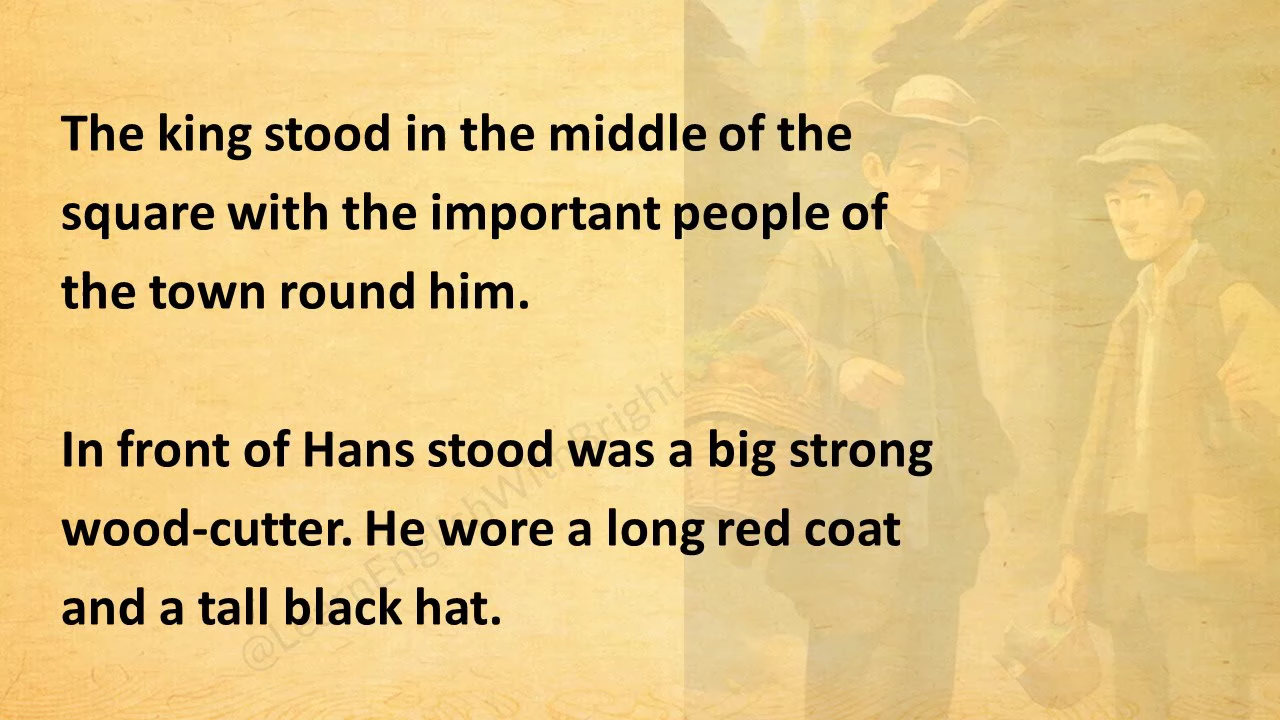 The king stood in the middle of the
square with the important people of
the town round him.
In front of Hans stood was a big strong
wood-cutter. He wore a long red coat
and a tall black hat.